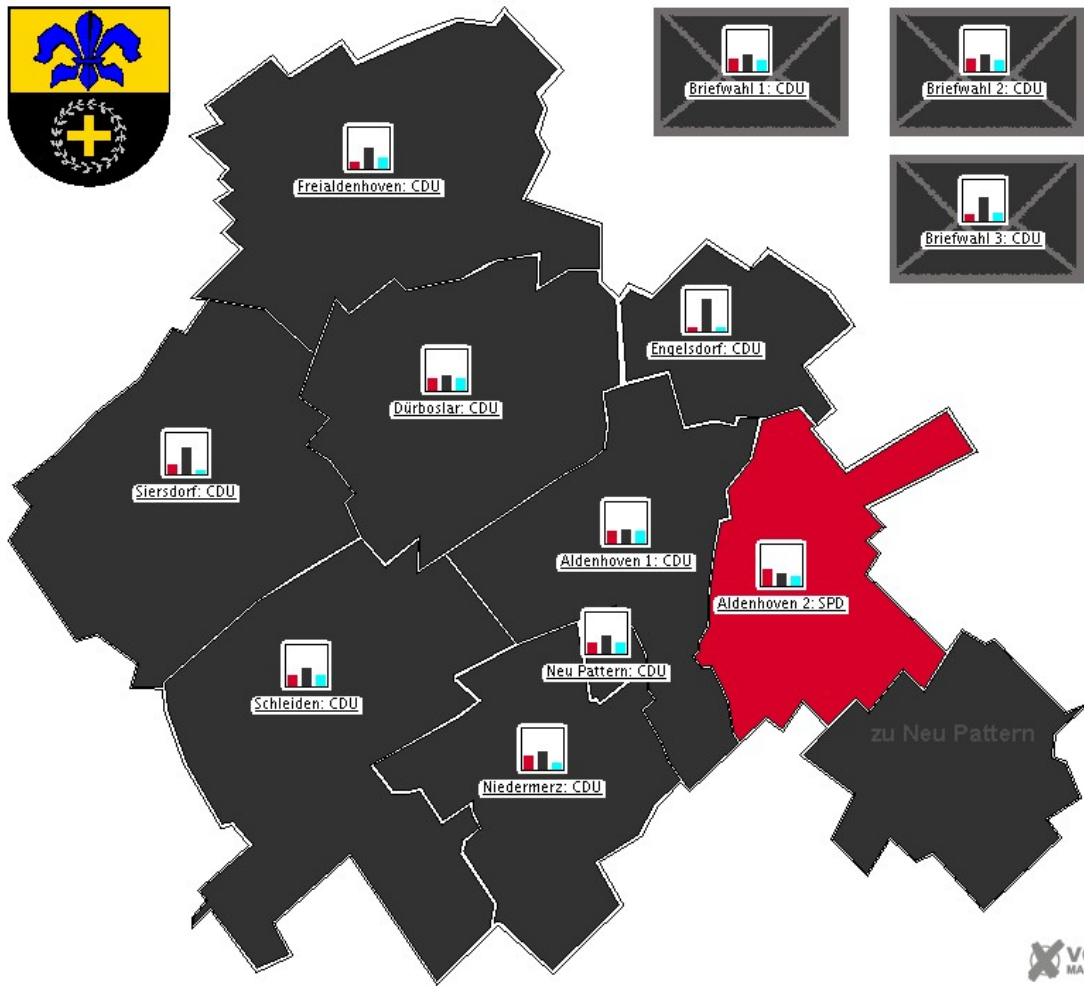 Briefwahl 1: CDU
Briefwahl 2: CDU
Freialdenhoven: CDU
Briefwahl 3: CDU
Engelsdorf: CDU
Dürboslar: CDU
Siersdorf: CDU
Aldenhoven 1: CDU
Aldenhoven 2: SPD
Neu Pattern: CDU
Schleiden: CDU
zu Neu Pattern
Niedermerz: CDU